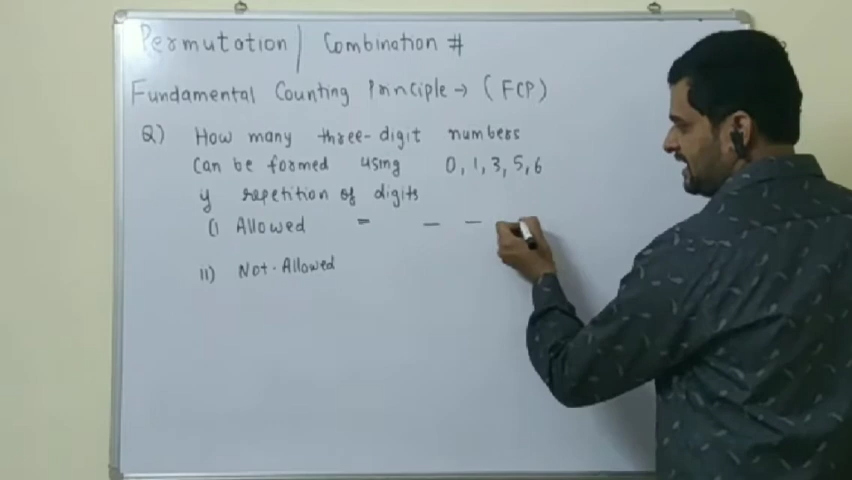 Permutation | Combination #
Fundamental Counting Principle → (FCP)
Q) How many three-digit numbers
Can be formed using 0, 1, 3, 5, 6
if repetition of digits
(i Allowed = _ _
ii) Not-Allowed